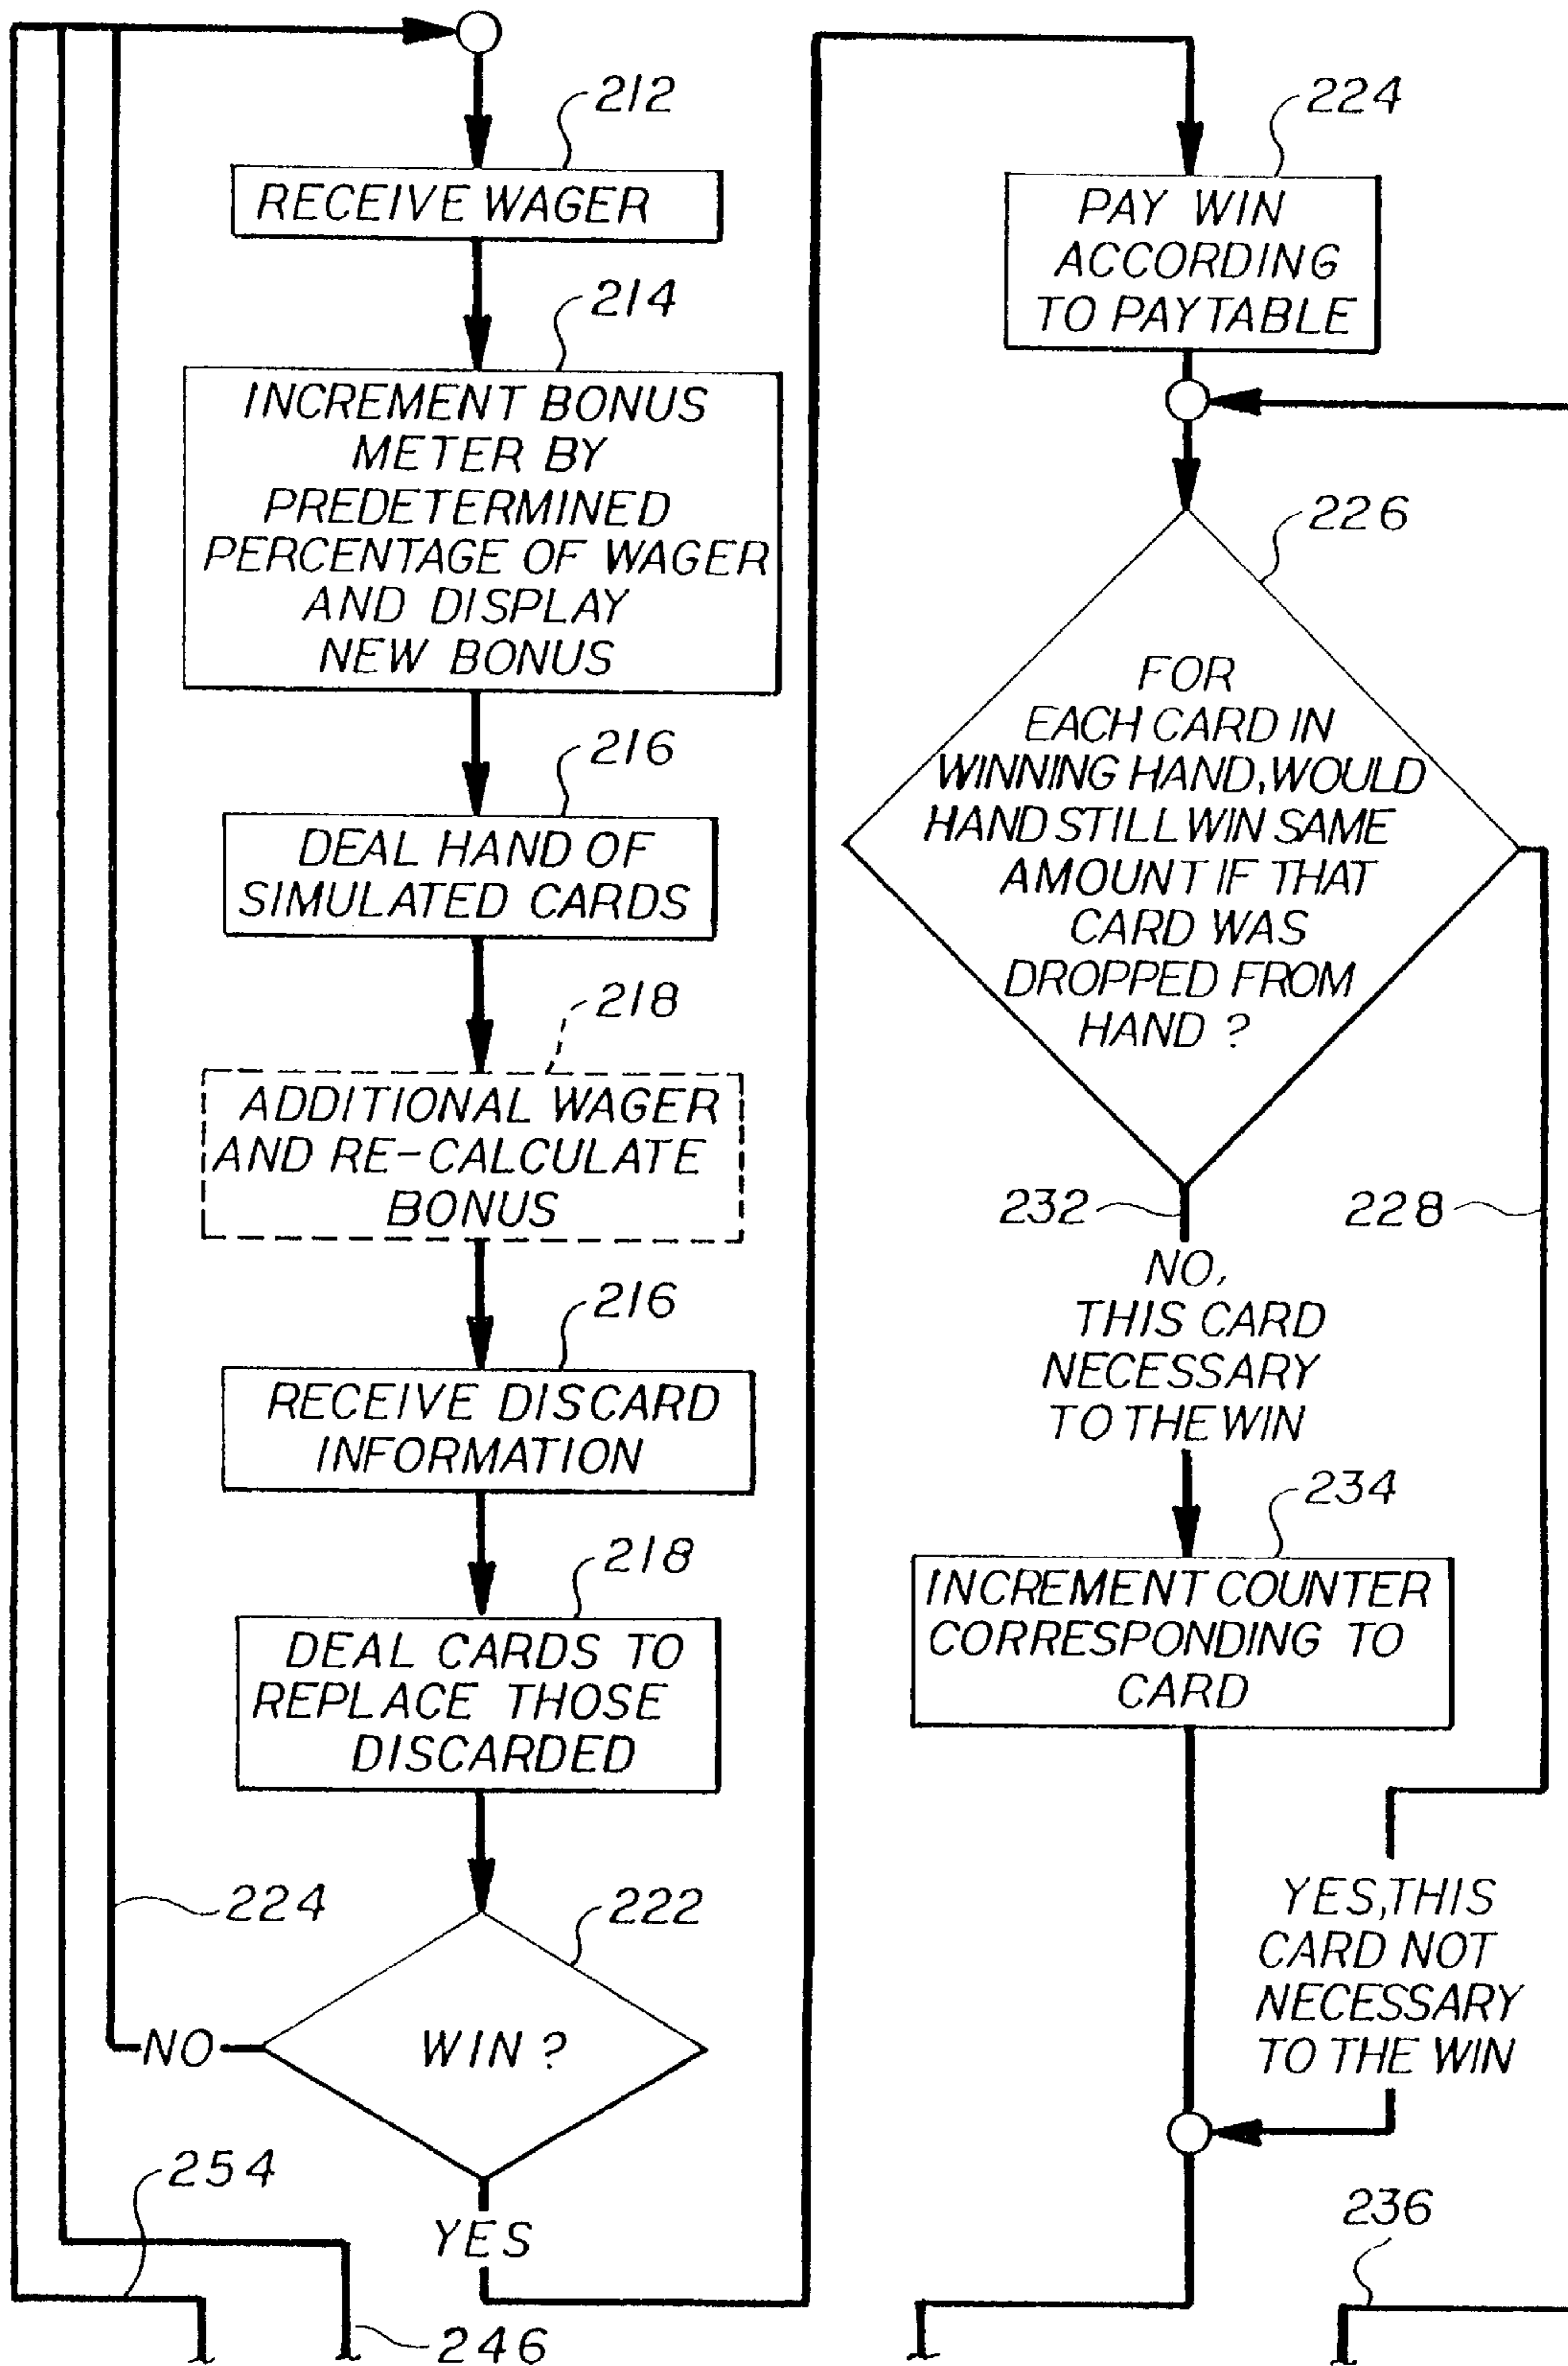 212
RECEIVE WAGER
214
INCREMENT BONUS
METER BY
PREDETERMINED
PERCENTAGE OF WAGER
AND DISPLAY
NEW BONUS
216
DEAL HAND OF
SIMULATED CARDS
218
ADDITIONAL WAGER
AND RE-CALCULATE
BONUS
216
RECEIVE DISCARD
INFORMATION
218
DEAL CARDS TO
REPLACE THOSE
DISCARDED
224
222
NO
WIN?
254
YES
246
224
PAY WIN
ACCORDING
TO PAYTABLE
226
FOR
EACH CARD IN
WINNING HAND, WOULD
HAND STILL WIN SAME
AMOUNT IF THAT
CARD WAS
DROPPED FROM
HAND?
232
228
NO,
THIS CARD
NECESSARY
TO THE WIN
234
INCREMENT COUNTER
CORRESPONDING TO
CARD
YES, THIS
CARD NOT
NECESSARY
TO THE WIN
236